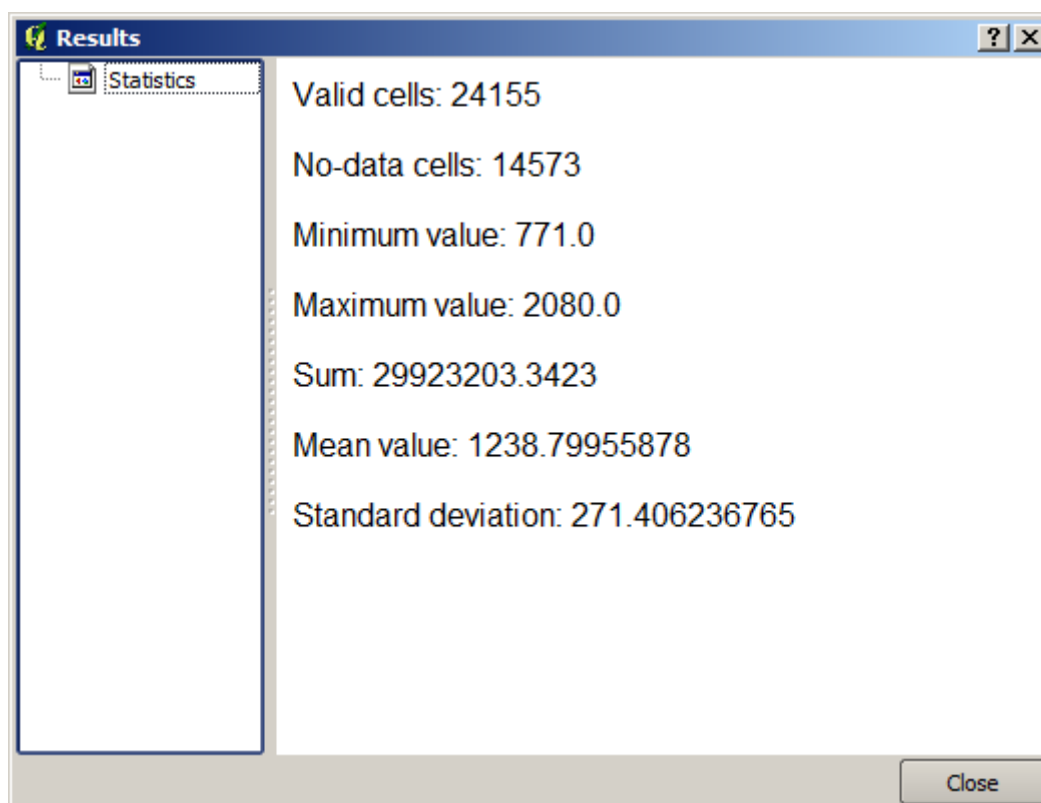 Results
Statistics
Valid cells: 24155
No-data cells: 14573
Minimum value: 771.0
Maximum value: 2080.0
Sum: 29923203.3423
Mean value: 1238.79955878
Standard deviation: 271.406236765
Close